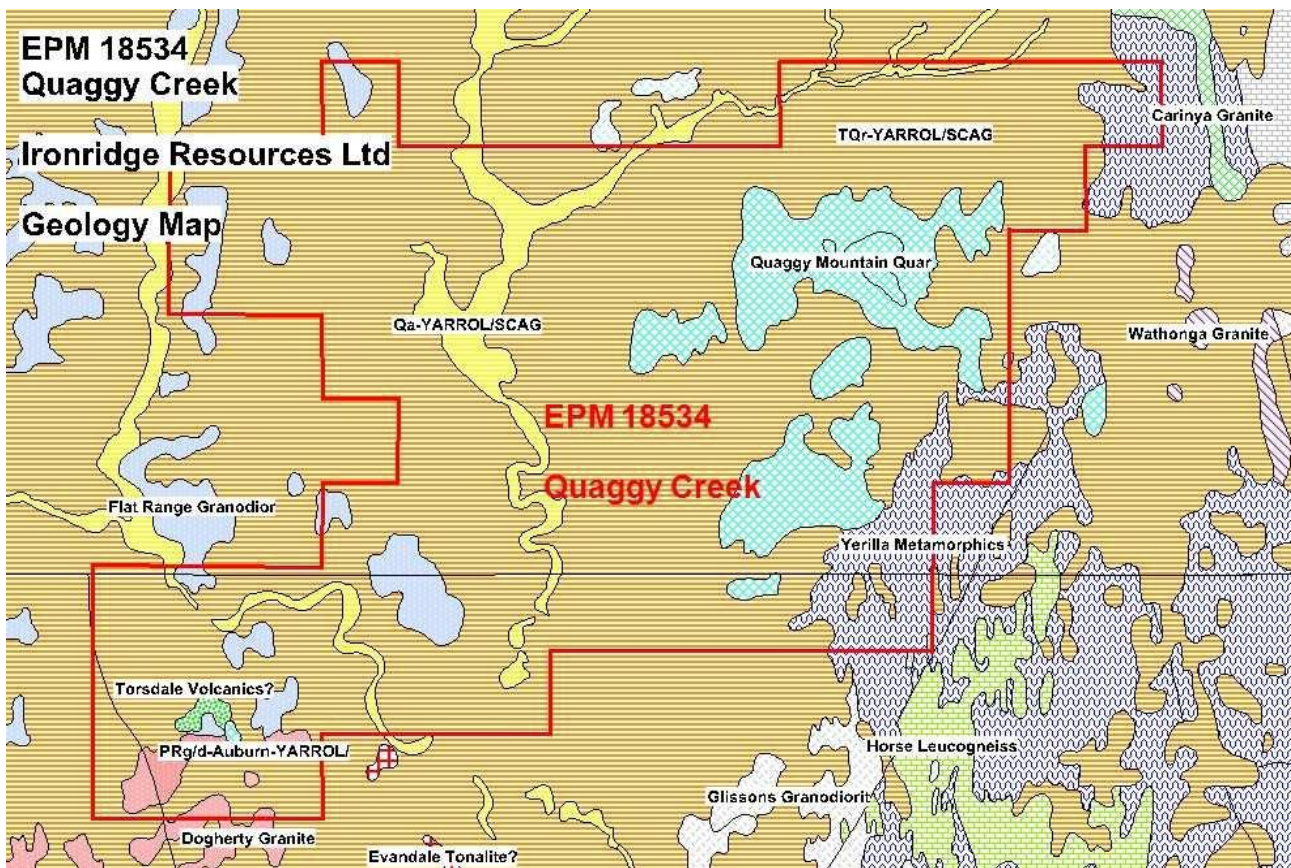 EPM 18534
Quaggy Creek
Ironridge Resources Ltd
Geology Map
Carinya Granite
TQr-YARROL/SCAG
Quaggy Mountain Quar
Qa-YARROL/SCAG
Wathonga Granite
EPM 18534
Quaggy Creek
Flat Range Granodior
Yerilla Metamorphics
Torsdale Volcanics?
PRg/d-Auburn-YARROL/
Horse Leucogneiss
Glissons Granodiorit
Dogherty Granite
Evandale Tonalite?